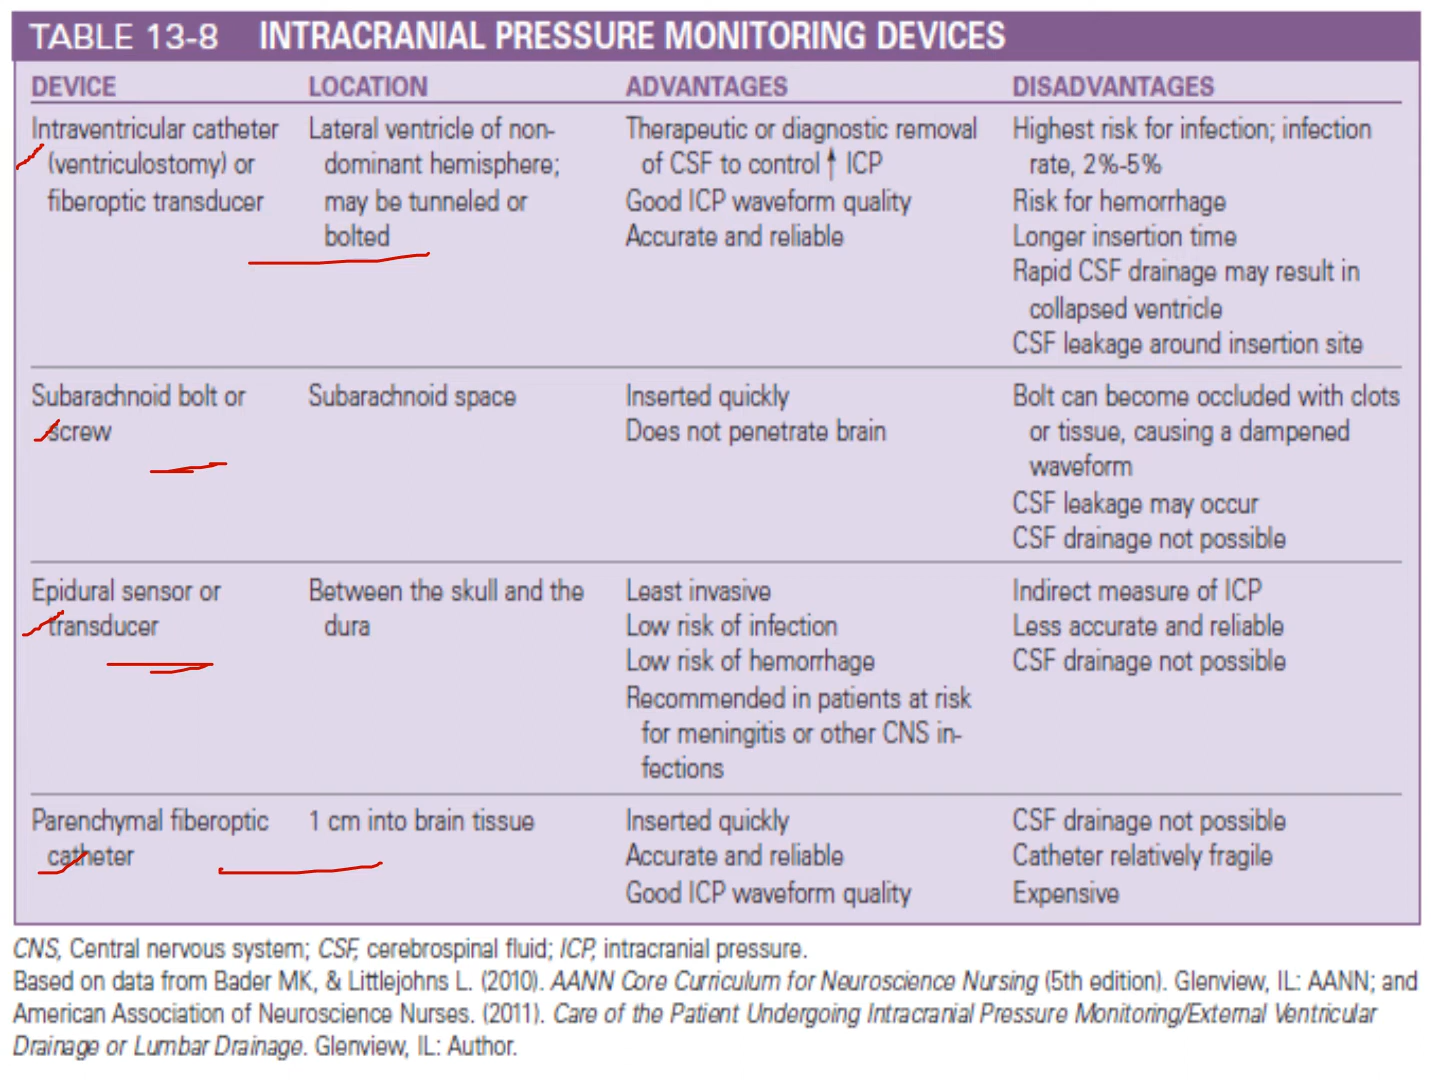 TABLE 13-8 INTRACRANIAL PRESSURE MONITORING DEVICES
DEVICE LOCATION ADVANTAGES DISADVANTAGES
Intraventricular catheter
(ventriculostomy) or
fiberoptic transducer
Lateral ventricle of non-
dominant hemisphere;
may be tunneled or
bolted
Therapeutic or diagnostic removal
of CSF to control ↑ ICP
Good ICP waveform quality
Accurate and reliable
Highest risk for infection; infection
rate, 2%-5%
Risk for hemorrhage
Longer insertion time
Rapid CSF drainage may result in
collapsed ventricle
CSF leakage around insertion site
Subarachnoid bolt or
screw
Subarachnoid space
Inserted quickly
Does not penetrate brain
Bolt can become occluded with clots
or tissue, causing a dampened
waveform
CSF leakage may occur
CSF drainage not possible
Epidural sensor or
transducer
Between the skull and the
dura
Least invasive
Low risk of infection
Low risk of hemorrhage
Recommended in patients at risk
for meningitis or other CNS in-
fections
Indirect measure of ICP
Less accurate and reliable
CSF drainage not possible
Parenchymal fiberoptic
catheter
1 cm into brain tissue
Inserted quickly
Accurate and reliable
Good ICP waveform quality
CSF drainage not possible
Catheter relatively fragile
Expensive
CNS, Central nervous system; CSF, cerebrospinal fluid; ICP, intracranial pressure.
Based on data from Bader MK, & Littlejohns L. (2010). AANN Core Curriculum for Neuroscience Nursing (5th edition). Glenview, IL: AANN; and
American Association of Neuroscience Nurses. (2011). Care of the Patient Undergoing Intracranial Pressure Monitoring/External Ventricular
Drainage or Lumbar Drainage. Glenview, IL: Author.